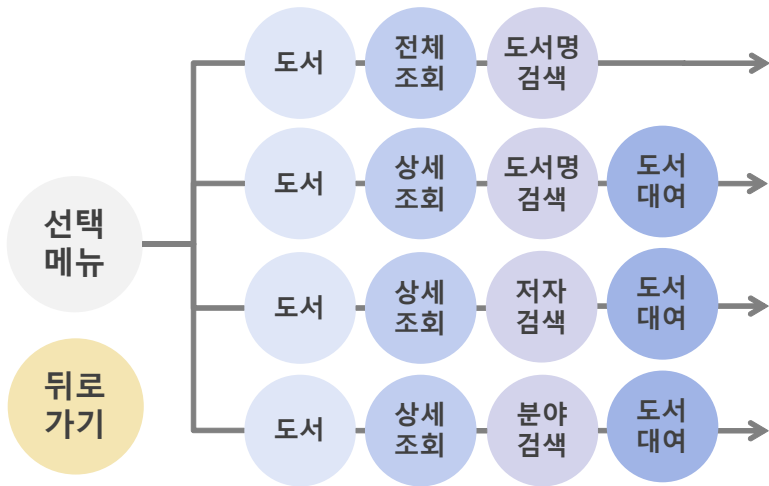 도서
전체
조회
도서명
검색
도서
상세
조회
도서명
검색
도서
대여
선택
메뉴
도서
상세
조회
저자
검색
도서
대여
뒤로
가기
도서
상세
조회
분야
검색
도서
대여